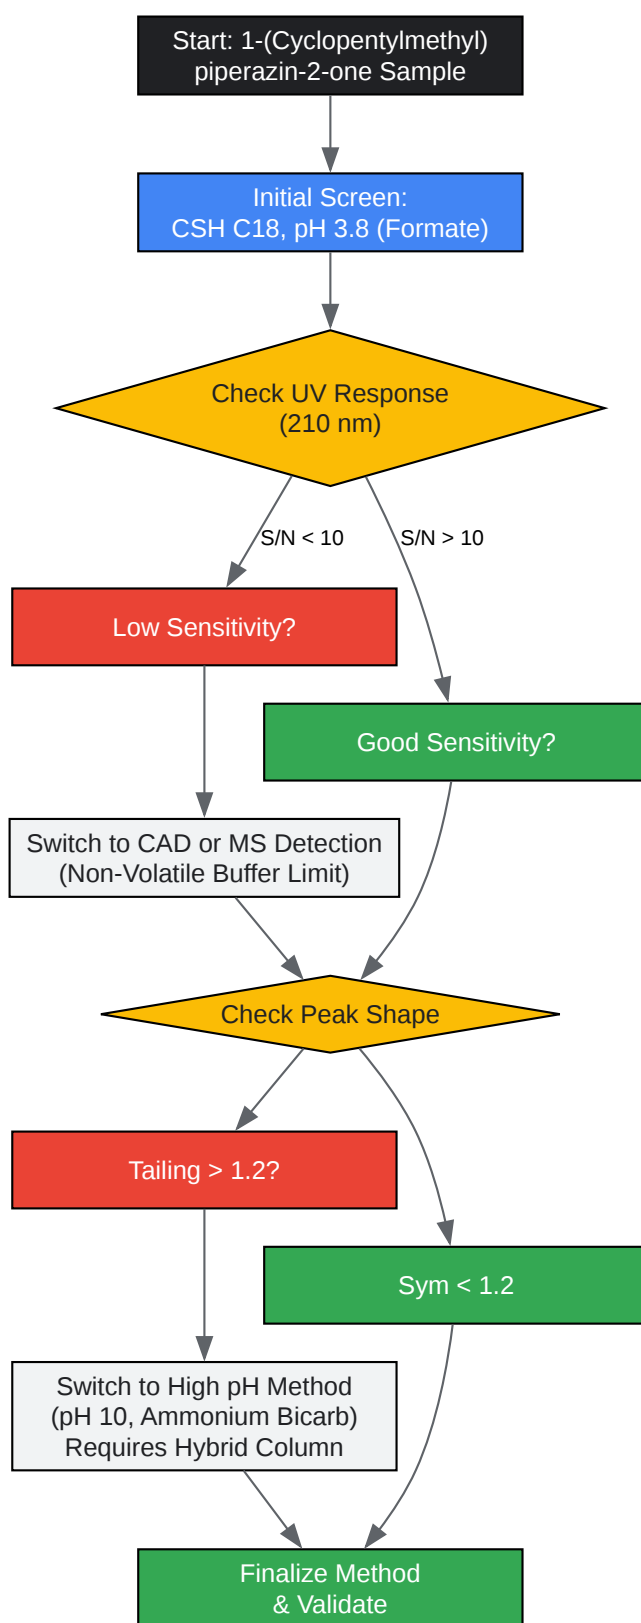 Start: 1-(Cyclopentylmethyl)
piperazin-2-one Sample
Initial Screen:
CSH C18, pH 3.8 (Formate)
Check UV Response
(210 nm)
S/N < 10
S/N > 10
Low Sensitivity?
Good Sensitivity?
Switch to CAD or MS Detection
(Non-Volatile Buffer Limit)
Check Peak Shape
Tailing > 1.2?
Sym < 1.2
Switch to High pH Method
(pH 10, Ammonium Bicarb)
Requires Hybrid Column
Finalize Method
& Validate